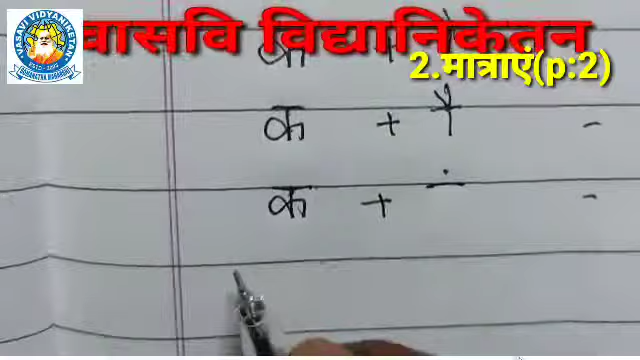 VASAVI VIDYANIKETAN
वासवि विद्यानिकेतन
2.मात्राएं(p:2)
क +
क + ौ -
क + ं -